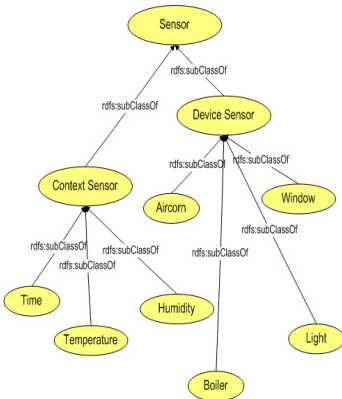 Sensor
rdfs:subClassOf
rdfs:subClassOf
Device Sensor
rdfs:subClassOf
rdfs:subClassOf
Context Sensor
Aircorn
Window
rdfs:subClassOf
rdfs:subClassOf
rdfs:subClassOf
rdfs:subClassOf
rdfs:subClassOf
Time
Humidity
Temperature
Light
Boiler